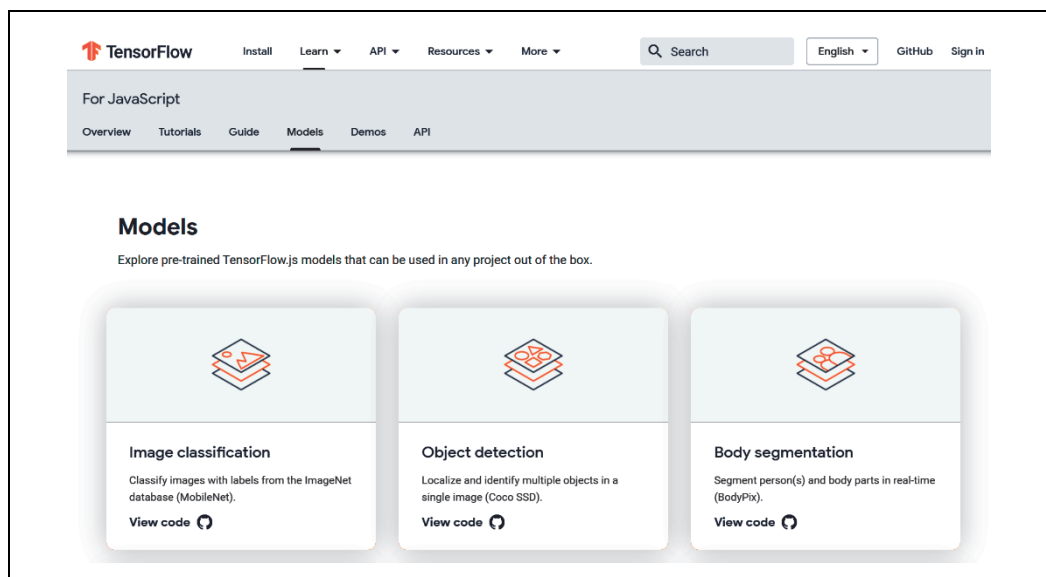 TensorFlow Install Learn API Resources More Search English GitHub Sign in
For JavaScript
Overview Tutorials Guide Models Demos API
Models
Explore pre-trained TensorFlow.js models that can be used in any project out of the box.
Image classification
Classify images with labels from the ImageNet
database (MobileNet).
View code
Object detection
Localize and identify multiple objects in a
single image (Coco SSD).
View code
Body segmentation
Segment person(s) and body parts in real-time
(BodyPix).
View code